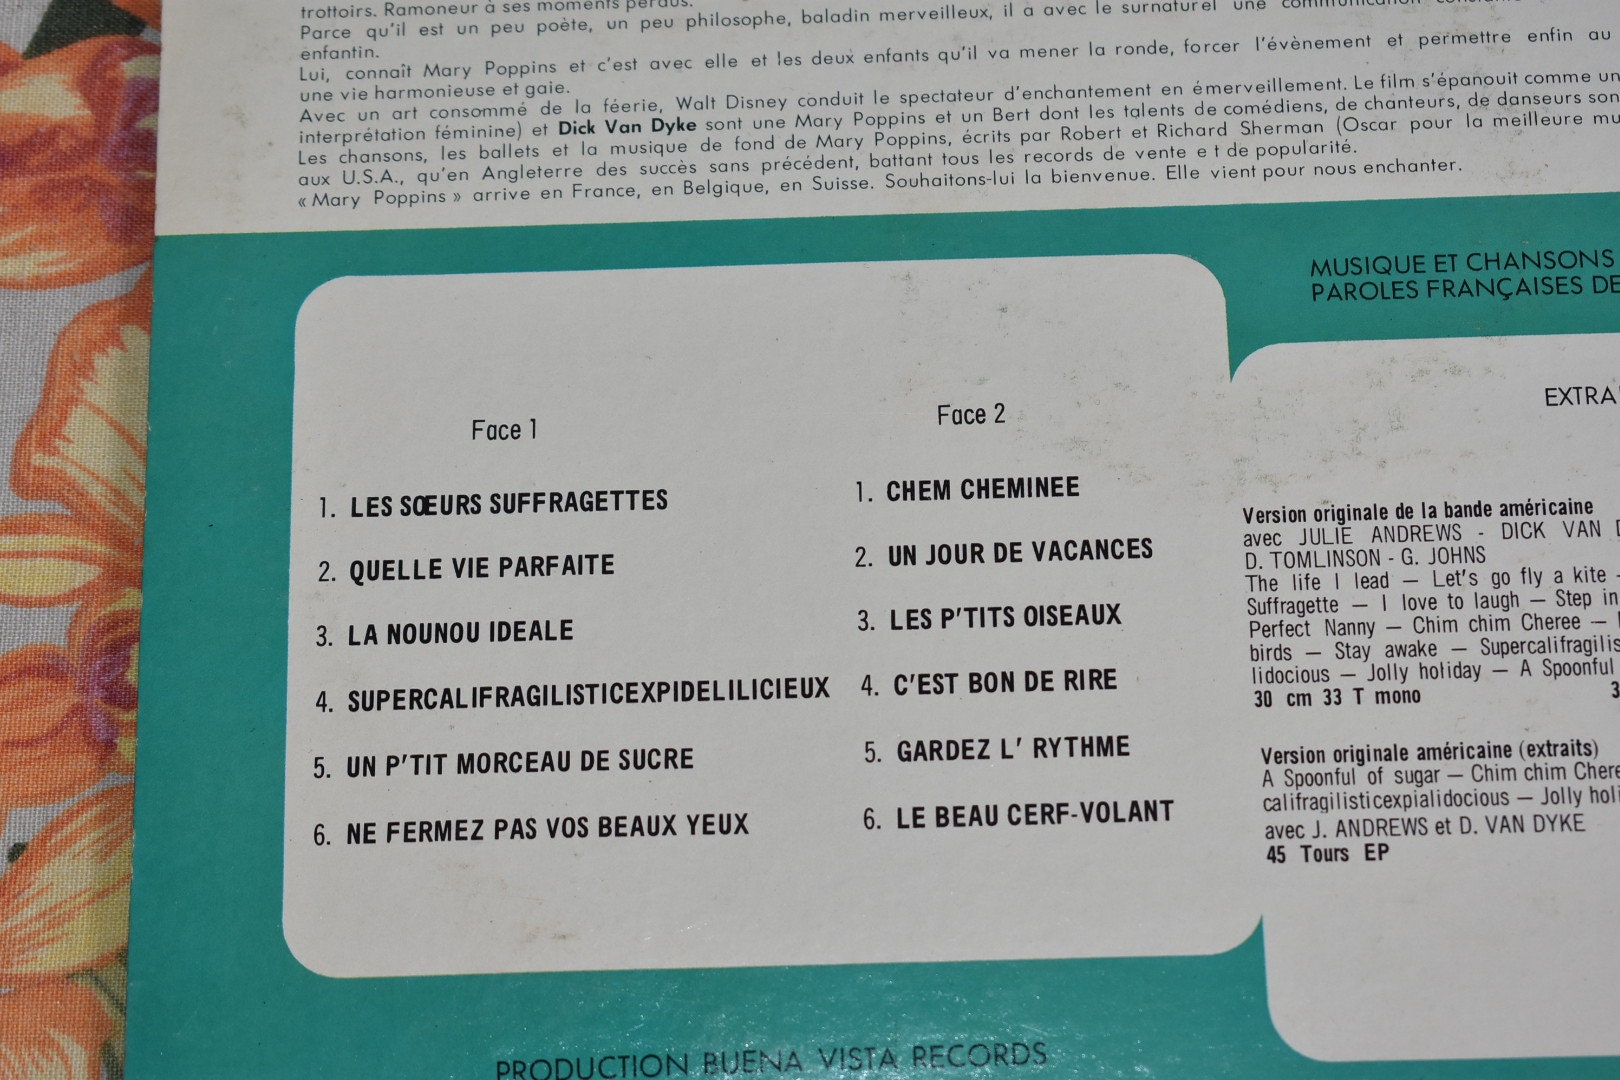 trottoirs. Ramoneur à ses moments perdus.
Parce qu'il est un peu poète, un peu philosophe, baladin merveilleux, il a avec le surnaturel une communication
enfantin.
Lui, connaît Mary Poppins et c'est avec elle et les deux enfants qu'il va mener la ronde, forcer l'évènement et permettre enfin au
une vie harmonieuse et gaie.
Avec un art consommé de la féerie, Walt Disney conduit le spectateur d'enchantement en émerveillement. Le film s'épanouit comme un
interprétation féminine) et Dick Van Dyke sont une Mary Poppins et un Bert dont les talents de comédiens, de chanteurs, de danseurs son
Les chansons, les ballets et la musique de fond de Mary Poppins, écrits par Robert et Richard Sherman (Oscar pour la meilleure mu
aux U.S.A., qu'en Angleterre des succès sans précédent, battant tous les records de vente e t de popularité.
« Mary Poppins » arrive en France, en Belgique, en Suisse. Souhaitons-lui la bienvenue. Elle vient pour nous enchanter.
MUSIQUE ET CHANSONS
PAROLES FRANÇAISES DE
Face 1
1. LES SŒURS SUFFRAGETTES
2. QUELLE VIE PARFAITE
3. LA NOUNOU IDEALE
4. SUPERCALIFRAGILISTICEXPIDELILICIEUX
5. UN P'TIT MORCEAU DE SUCRE
6. NE FERMEZ PAS VOS BEAUX YEUX
Face 2
1. CHEM CHEMINEE
2. UN JOUR DE VACANCES
3. LES P'TITS OISEAUX
4. C'EST BON DE RIRE
5. GARDEZ L' RYTHME
6. LE BEAU CERF-VOLANT
EXTRA
Version originale de la bande américaine
avec JULIE ANDREWS - DICK VAN D
D. TOMLINSON - G. JOHNS
The life I lead — Let's go fly a kite -
Suffragette — I love to laugh — Step in
Perfect Nanny — Chim chim Cheree —
birds — Stay awake — Supercalifragilis
lidocious — Jolly holiday — A Spoonful
30 cm 33 T mono 3
Version originale américaine (extraits)
A Spoonful of sugar — Chim chim Chere
califragilisticexpialidocious — Jolly holi
avec J. ANDREWS et D. VAN DYKE
45 Tours EP
PRODUCTION BUENA VISTA RECORDS